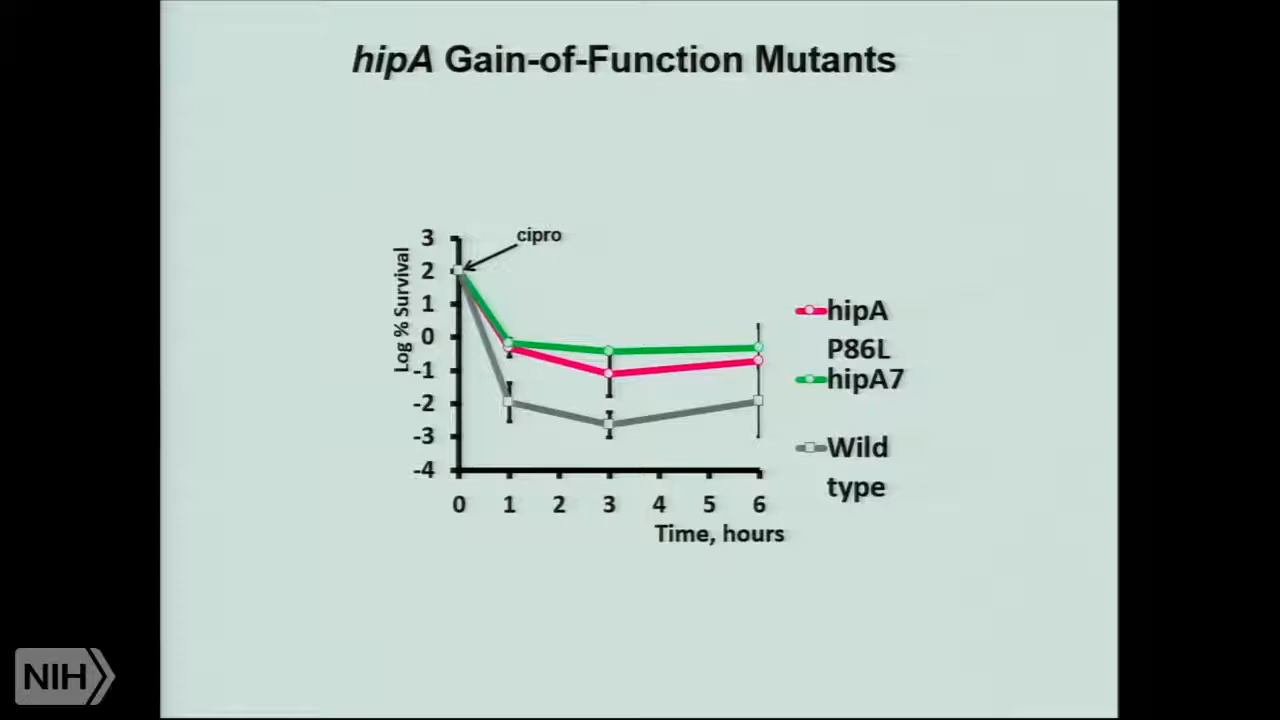 hipA Gain-of-Function Mutants
cipro
Log % Survival
3
2
1
0
-1
-2
-3
-4
0 1 2 3 4 5 6
Time, hours
hipA
P86L
hipA7
Wild
type
NIH